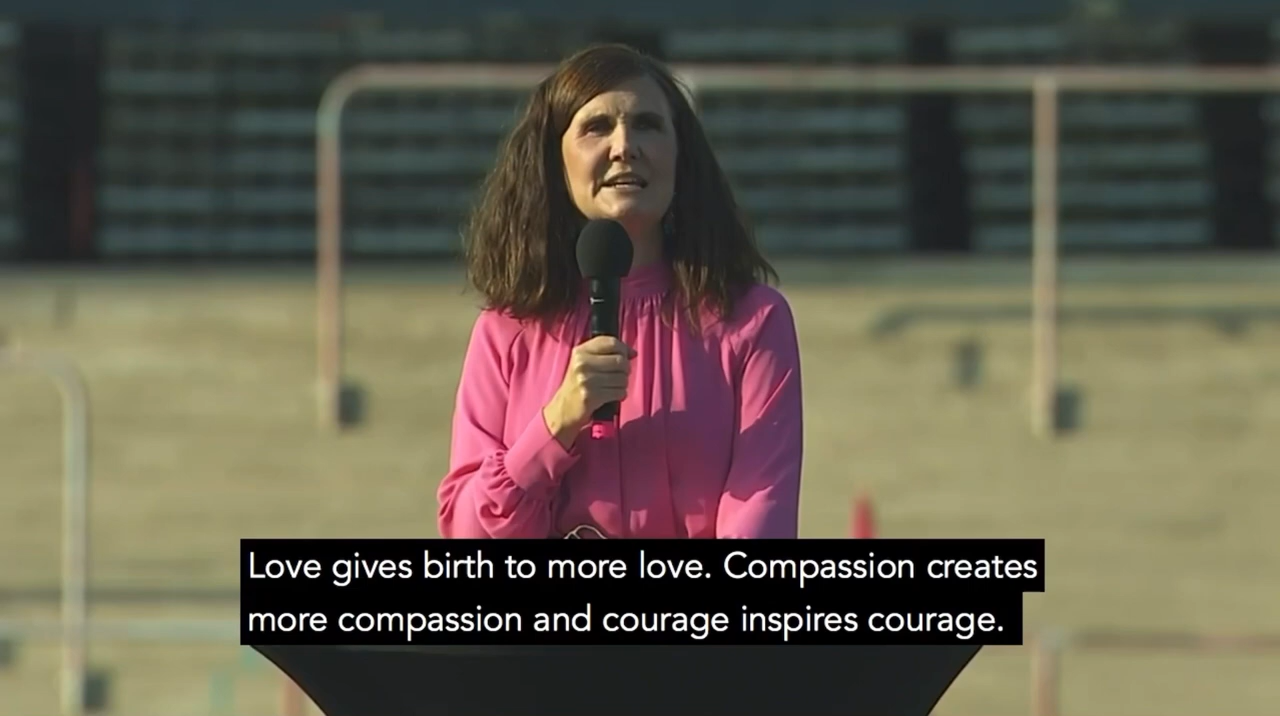 Love gives birth to more love. Compassion creates
more compassion and courage inspires courage.